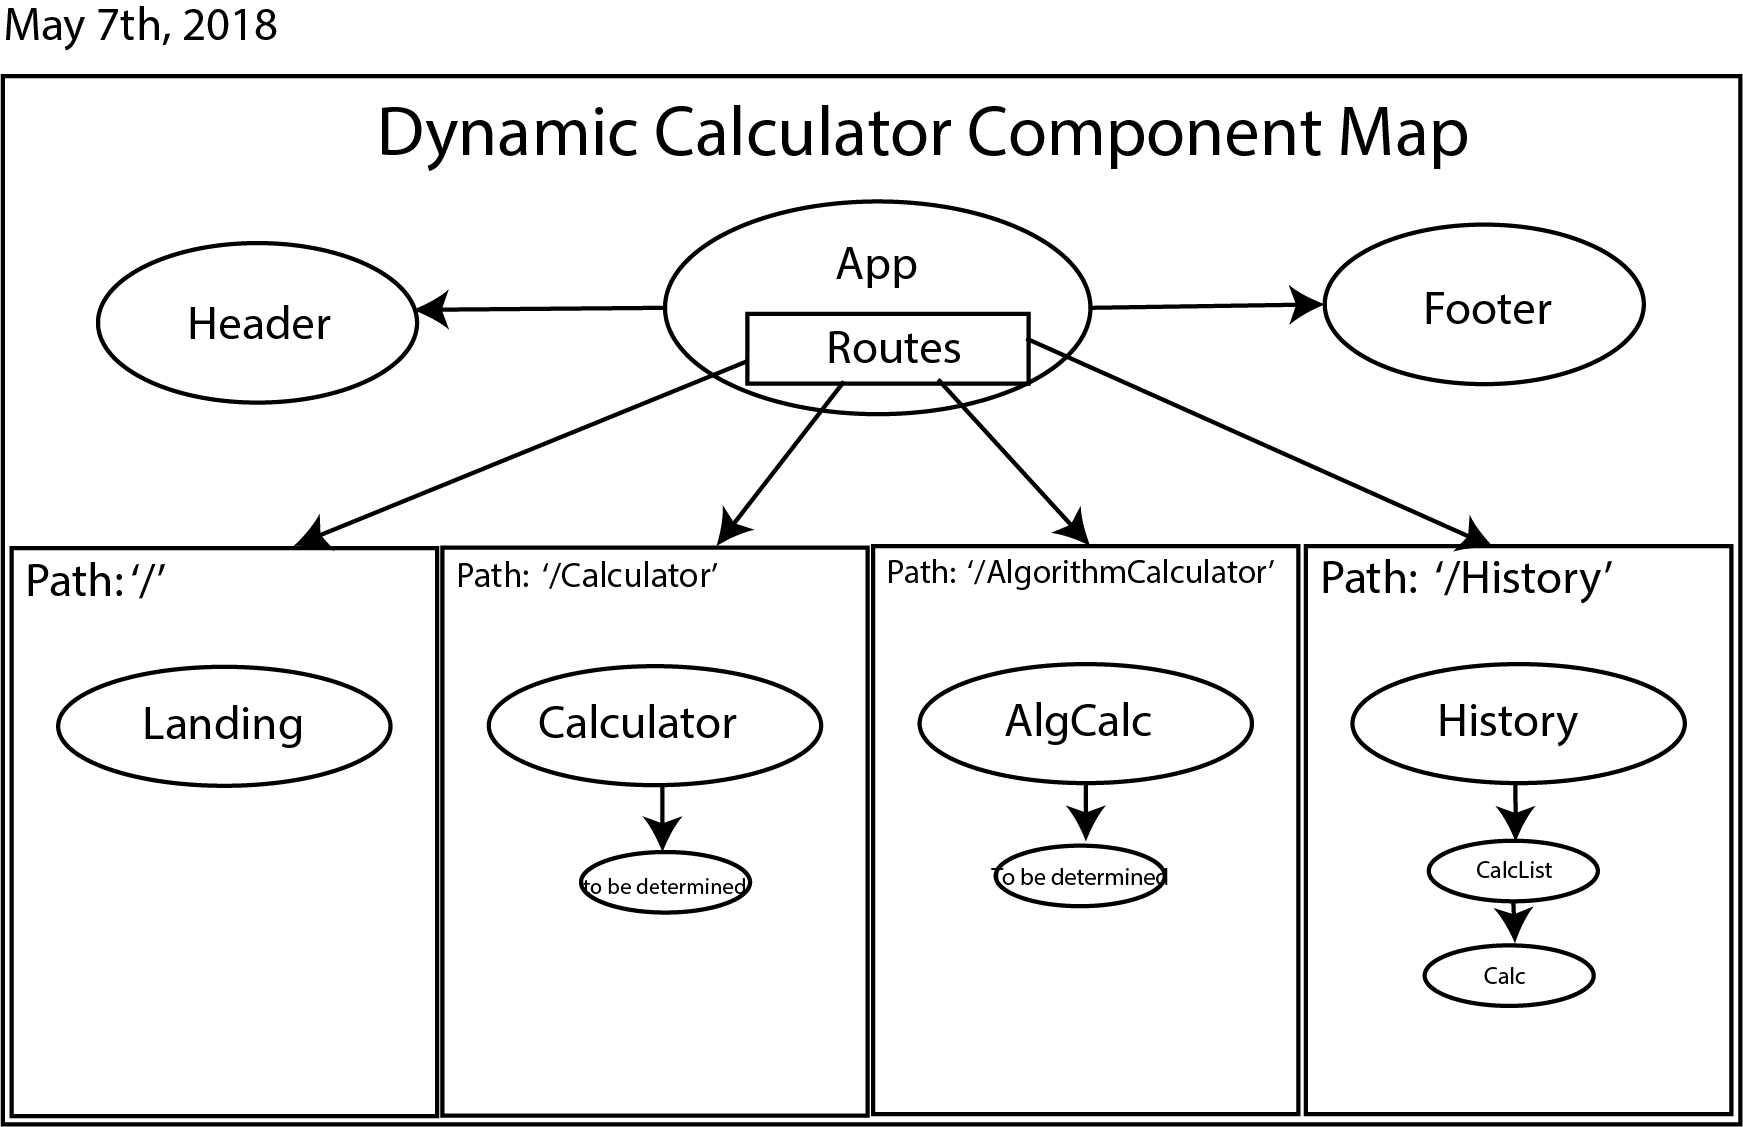 May 7th, 2018
Dynamic Calculator Component Map
App
Header
Footer
Routes
Path: ‘/’
Path: ‘/Calculator’
Path: ‘/AlgorithmCalculator’
Path: ‘/History’
Landing
Calculator
AlgCalc
History
to be determined
To be determined
CalcList
Calc